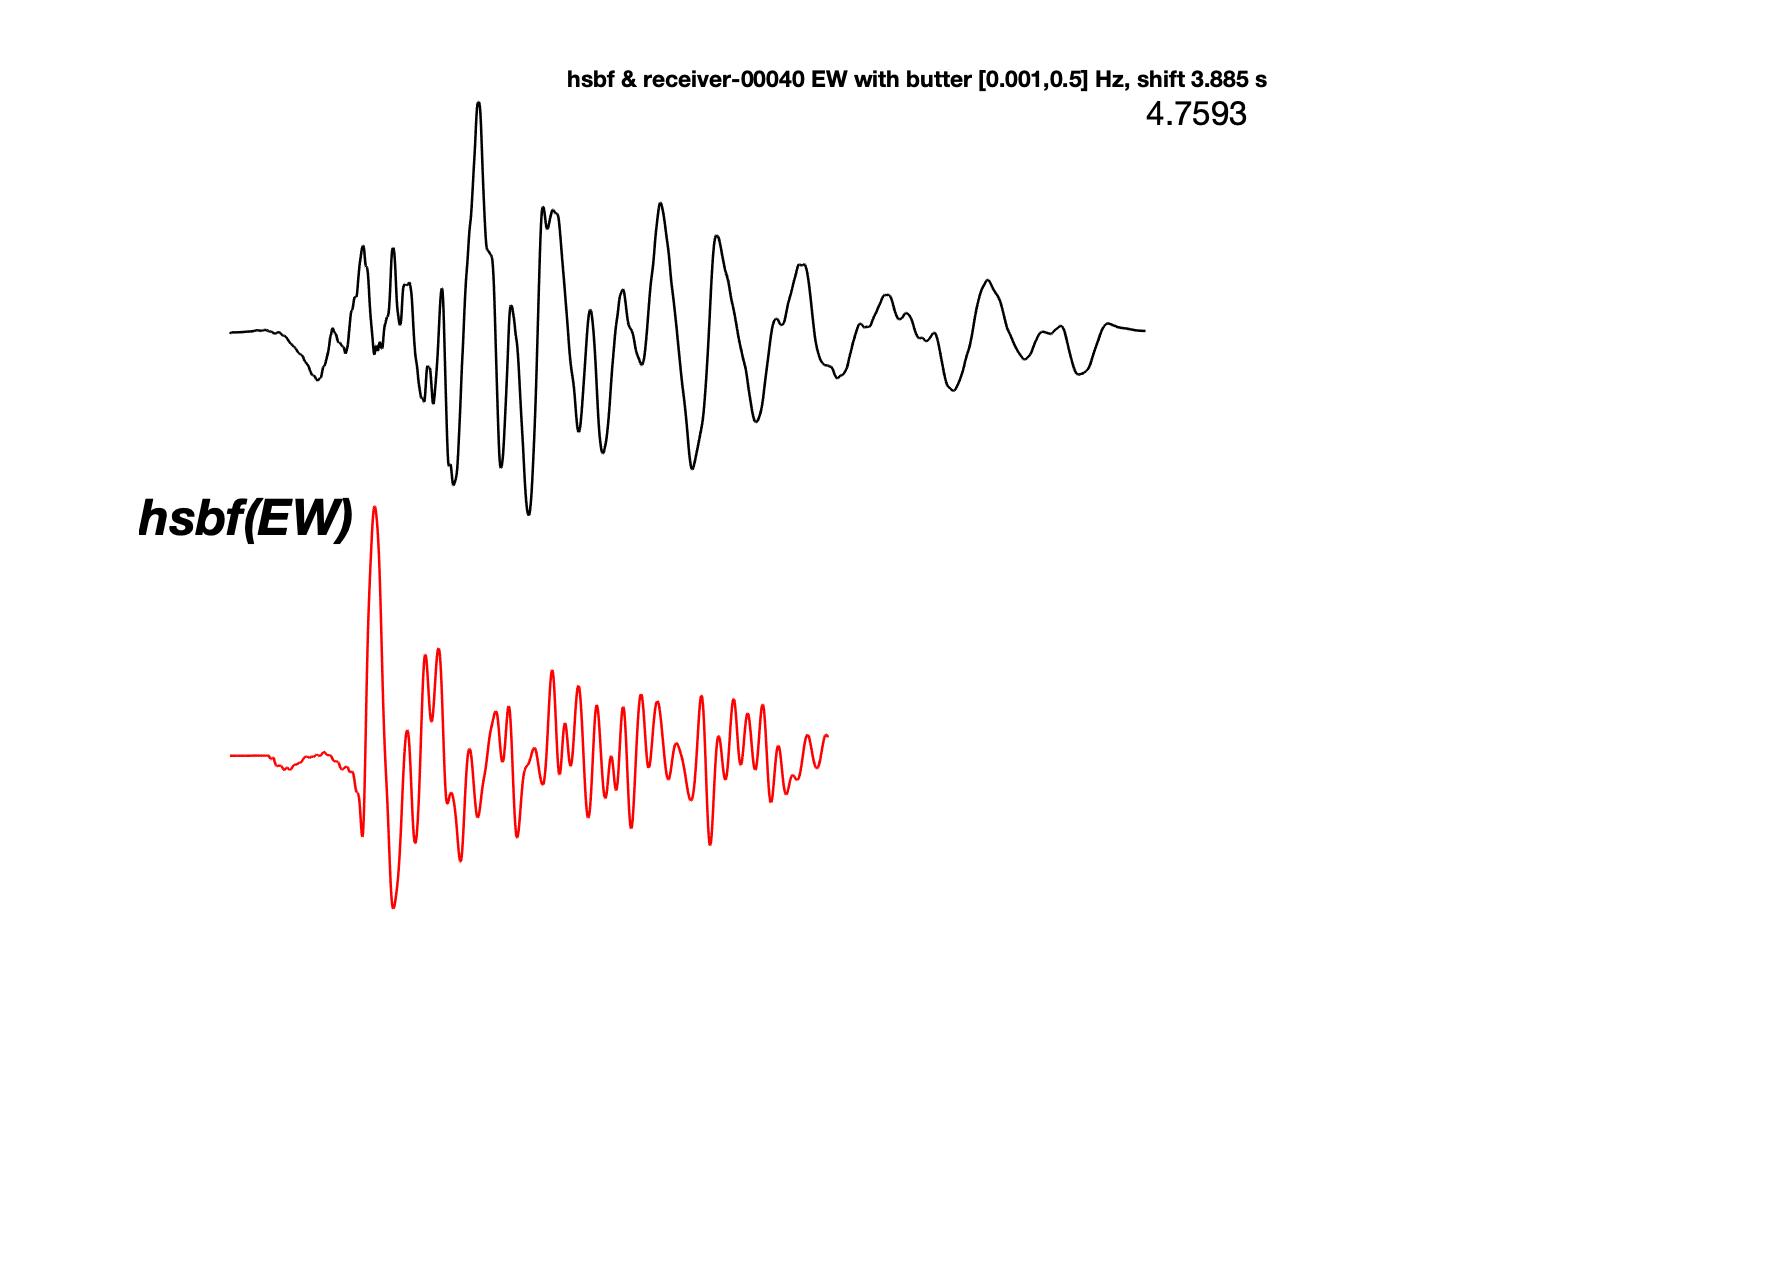 hsbf & receiver-00040 EW with butter [0.001,0.5] Hz, shift 3.885 s
4.7593
hsbf(EW)